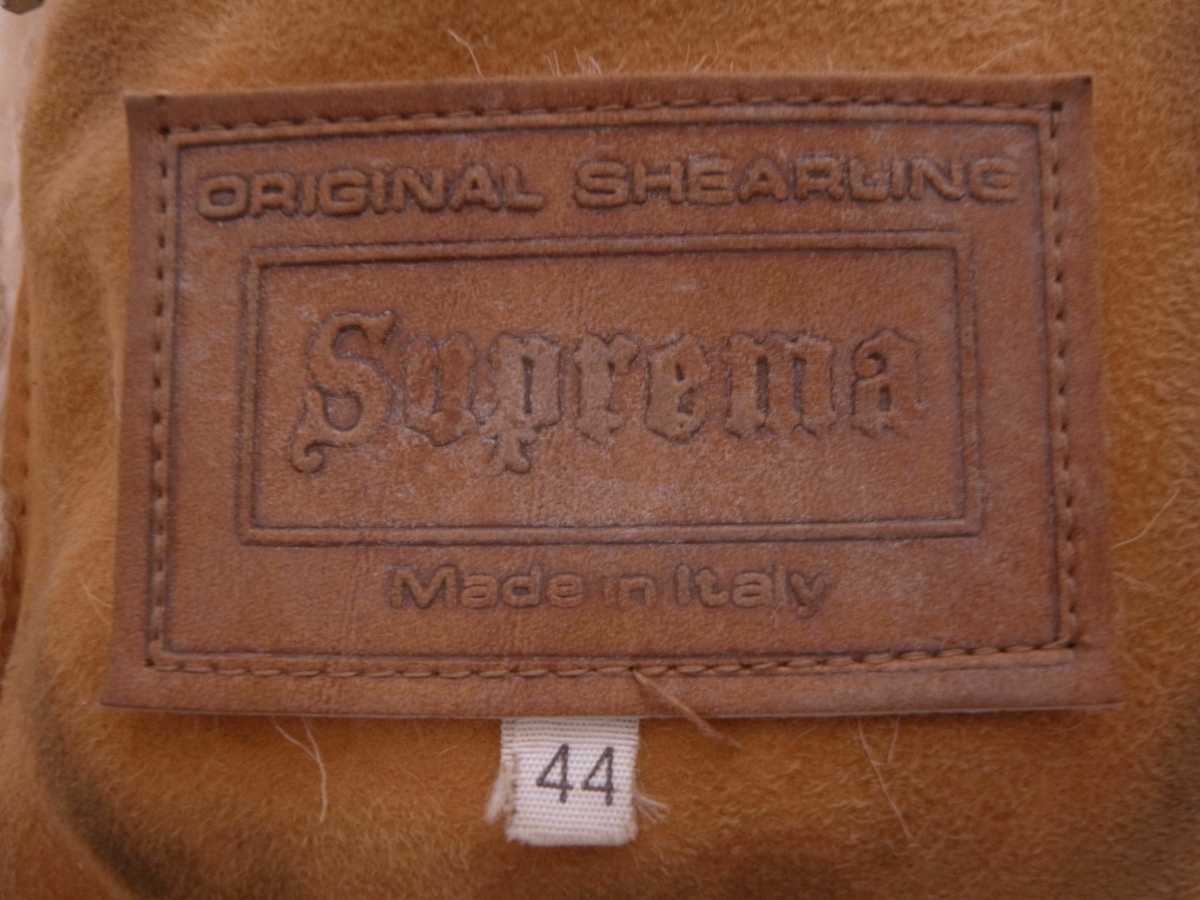 ORIGINAL SHEARLING
Suprema
Made in Italy
44